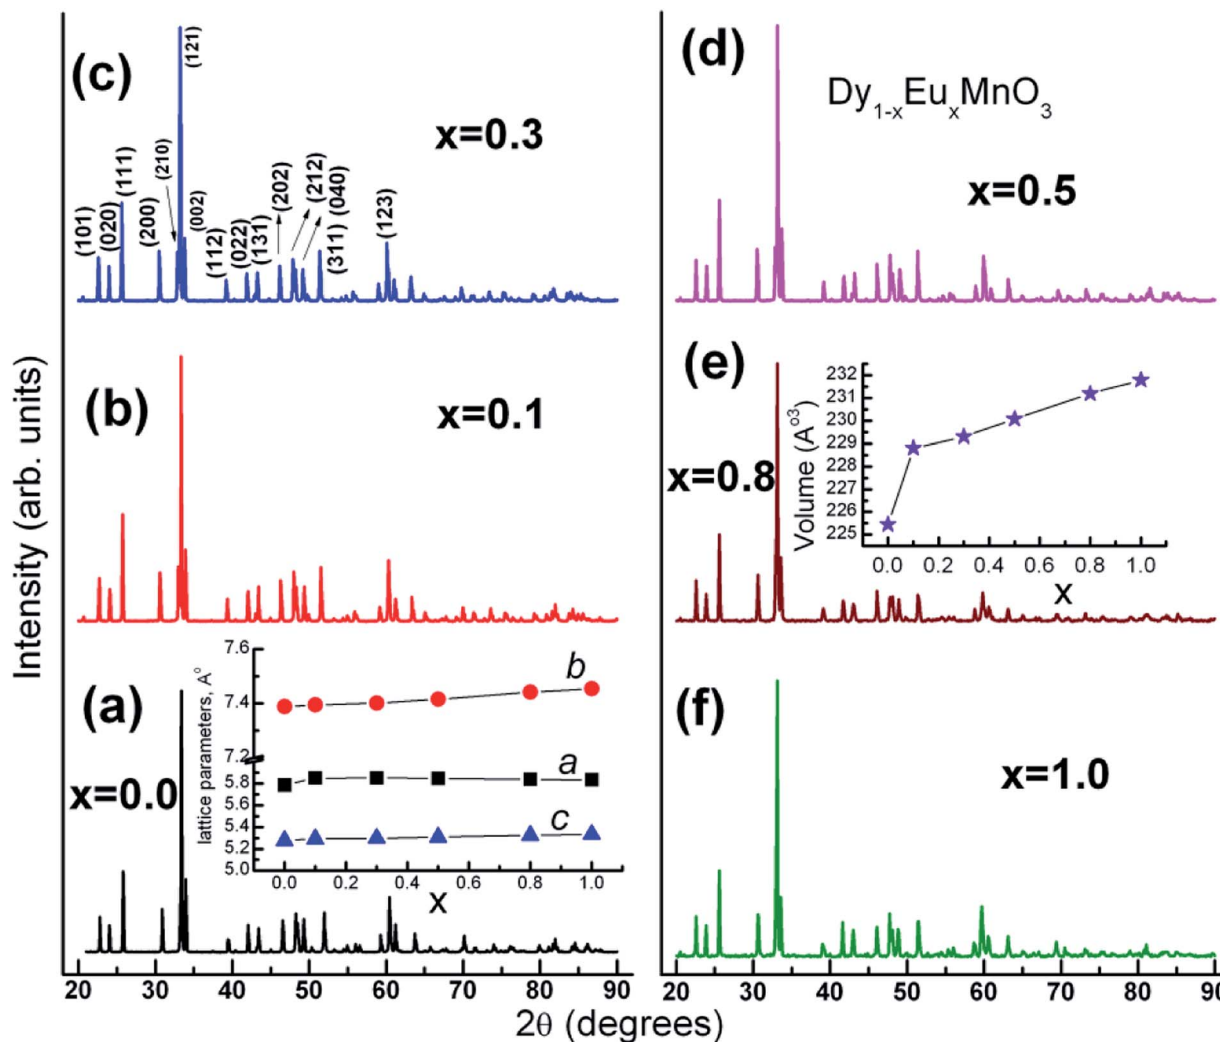 (c)
x=0.3
(101)
(020)
(111)
(200)
(210)
(121)
(002)
(112)
(022)
(131)
(202)
(212)
(040)
(311)
(123)
(d)
Dy1-xEuxMnO3
x=0.5
(b)
x=0.1
(e)
x=0.8
232
231
230
229
228
227
226
225
Volume (A°3)
0.0 0.2 0.4 0.6 0.8 1.0
x
(a)
x=0.0
7.6
7.4
7.2
5.8
5.6
5.4
5.2
5.0
lattice parameters, A°
b
a
c
0.0 0.2 0.4 0.6 0.8 1.0
x
(f)
x=1.0
Intensity (arb. units)
20 30 40 50 60 70 80 90
20 30 40 50 60 70 80 90
2θ (degrees)